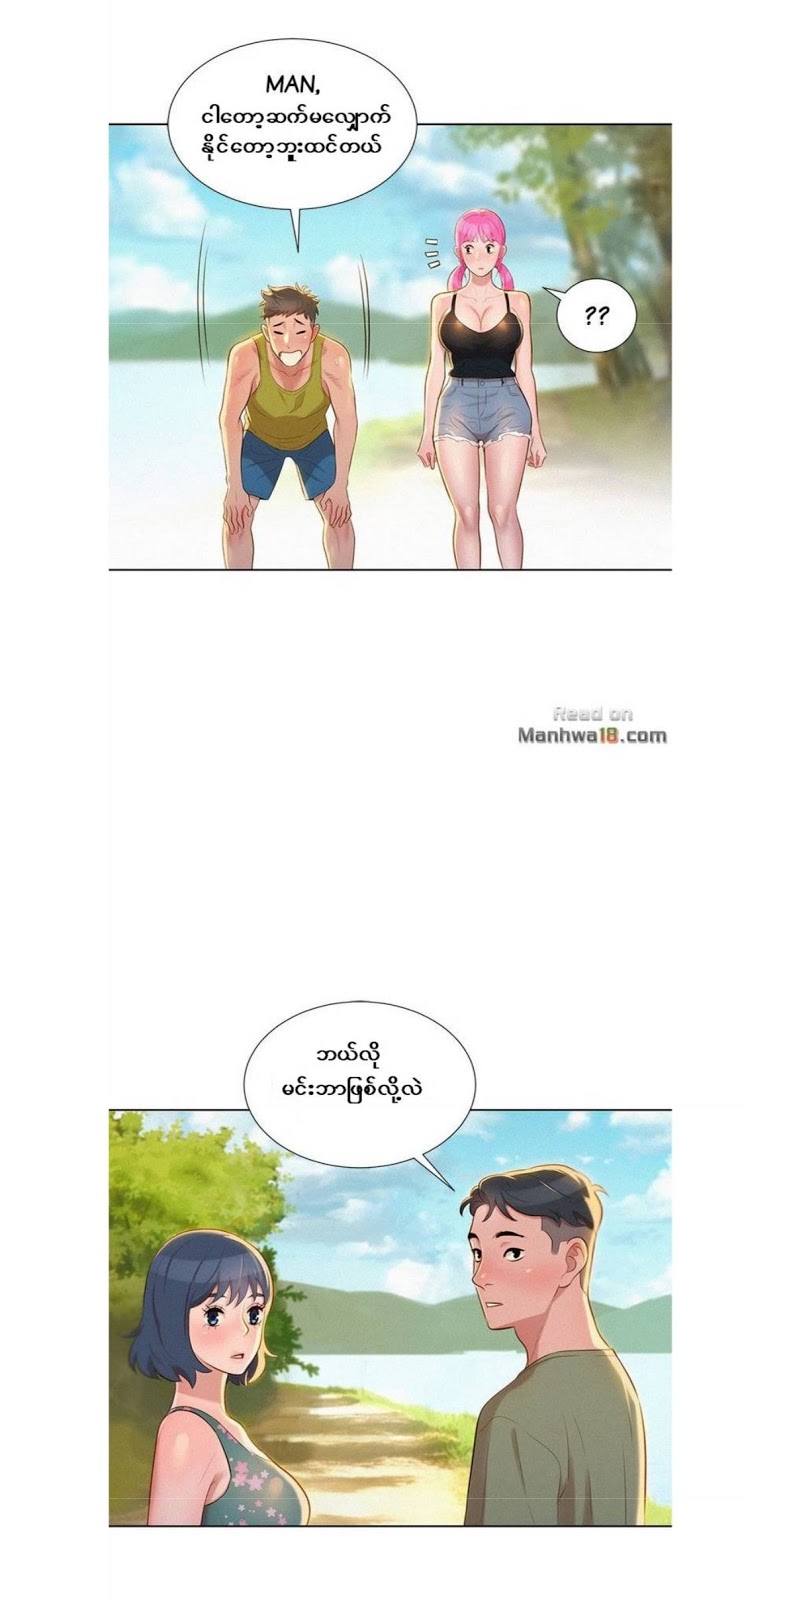 MAN,
ငါတော့ဆက်မလျှောက်
နိုင်တော့ဘူးထင်တယ်
??
Read on
Manhwa18.com
ဘယ်လို
မင်းဘာဖြစ်လို့လဲ